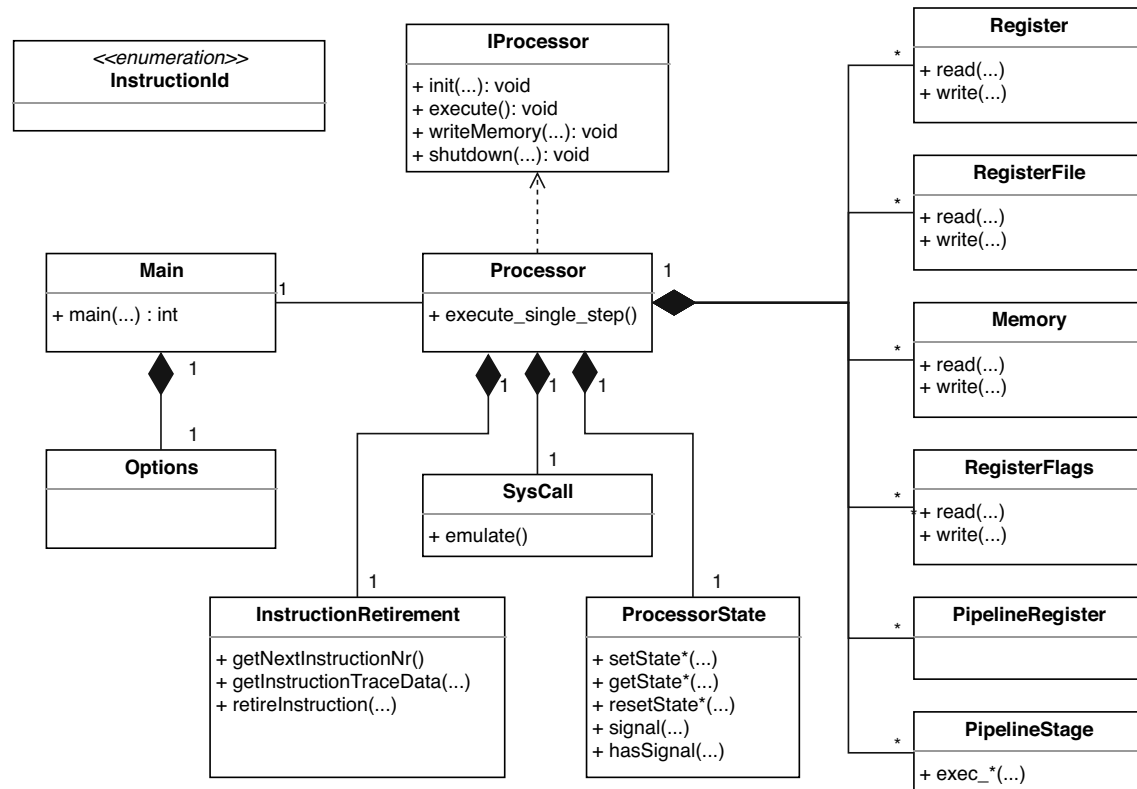 <<enumeration>>
InstructionId
IProcessor
+ init(...): void
+ execute(): void
+ writeMemory(...): void
+ shutdown(...): void
Register
*
+ read(...)
+ write(...)
RegisterFile
*
+ read(...)
+ write(...)
Main
+ main(...) : int
1
Processor
+ execute_single_step()
1
Memory
*
+ read(...)
+ write(...)
1
1
Options
1
1
1
1
SysCall
+ emulate()
RegisterFlags
*
*
+ read(...)
+ write(...)
1
InstructionRetirement
+ getNextInstructionNr()
+ getInstructionTraceData(...)
+ retireInstruction(...)
1
ProcessorState
+ setState*(...)
+ getState*(...)
+ resetState*(...)
+ signal(...)
+ hasSignal(...)
PipelineRegister
*
PipelineStage
*
+ exec_*(...)